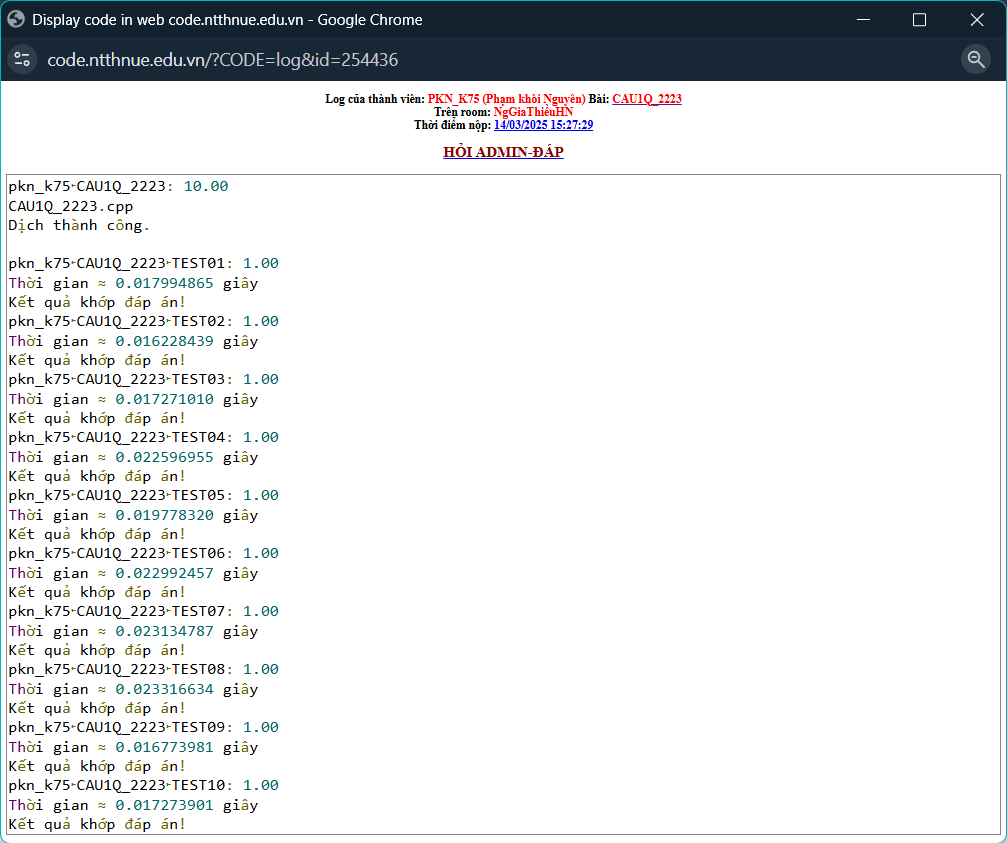 Display code in web code.ntthnue.edu.vn - Google Chrome
code.ntthnue.edu.vn/?CODE=log&id=254436
Log của thành viên: PKN_K75 (Phạm khôi Nguyên) Bài: CAU1Q_2223
Trên room: NgGiaThiềuHN
Thời điểm nộp: 14/03/2025 15:27:29
HỎI ADMIN-ĐÁP
pkn_k75‣CAU1Q_2223: 10.00
CAU1Q_2223.cpp
Dịch thành công.
pkn_k75‣CAU1Q_2223‣TEST01: 1.00
Thời gian ≈ 0.017994865 giây
Kết quả khớp đáp án!
pkn_k75‣CAU1Q_2223‣TEST02: 1.00
Thời gian ≈ 0.016228439 giây
Kết quả khớp đáp án!
pkn_k75‣CAU1Q_2223‣TEST03: 1.00
Thời gian ≈ 0.017271010 giây
Kết quả khớp đáp án!
pkn_k75‣CAU1Q_2223‣TEST04: 1.00
Thời gian ≈ 0.022596955 giây
Kết quả khớp đáp án!
pkn_k75‣CAU1Q_2223‣TEST05: 1.00
Thời gian ≈ 0.019778320 giây
Kết quả khớp đáp án!
pkn_k75‣CAU1Q_2223‣TEST06: 1.00
Thời gian ≈ 0.022992457 giây
Kết quả khớp đáp án!
pkn_k75‣CAU1Q_2223‣TEST07: 1.00
Thời gian ≈ 0.023134787 giây
Kết quả khớp đáp án!
pkn_k75‣CAU1Q_2223‣TEST08: 1.00
Thời gian ≈ 0.023316634 giây
Kết quả khớp đáp án!
pkn_k75‣CAU1Q_2223‣TEST09: 1.00
Thời gian ≈ 0.016773981 giây
Kết quả khớp đáp án!
pkn_k75‣CAU1Q_2223‣TEST10: 1.00
Thời gian ≈ 0.017273901 giây
Kết quả khớp đáp án!